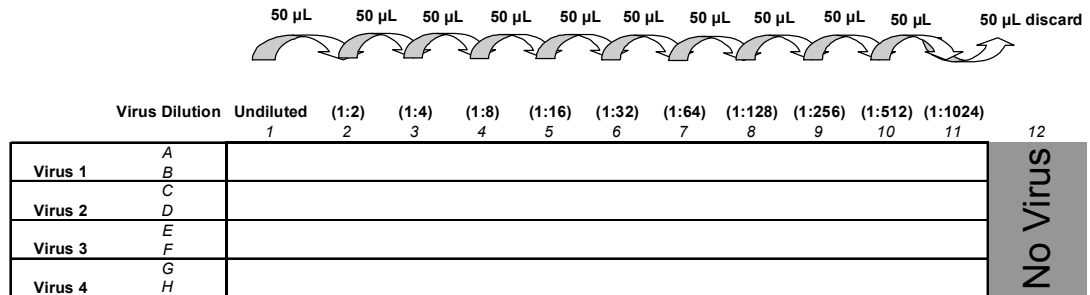 50 µL 50 µL 50 µL 50 µL 50 µL 50 µL 50 µL 50 µL 50 µL 50 µL 50 µL discard
Virus Dilution Undiluted (1:2) (1:4) (1:8) (1:16) (1:32) (1:64) (1:128) (1:256) (1:512) (1:1024)
1 2 3 4 5 6 7 8 9 10 11 12
A
Virus 1 B
C
Virus 2 D
E
Virus 3 F
G
Virus 4 H
No Virus